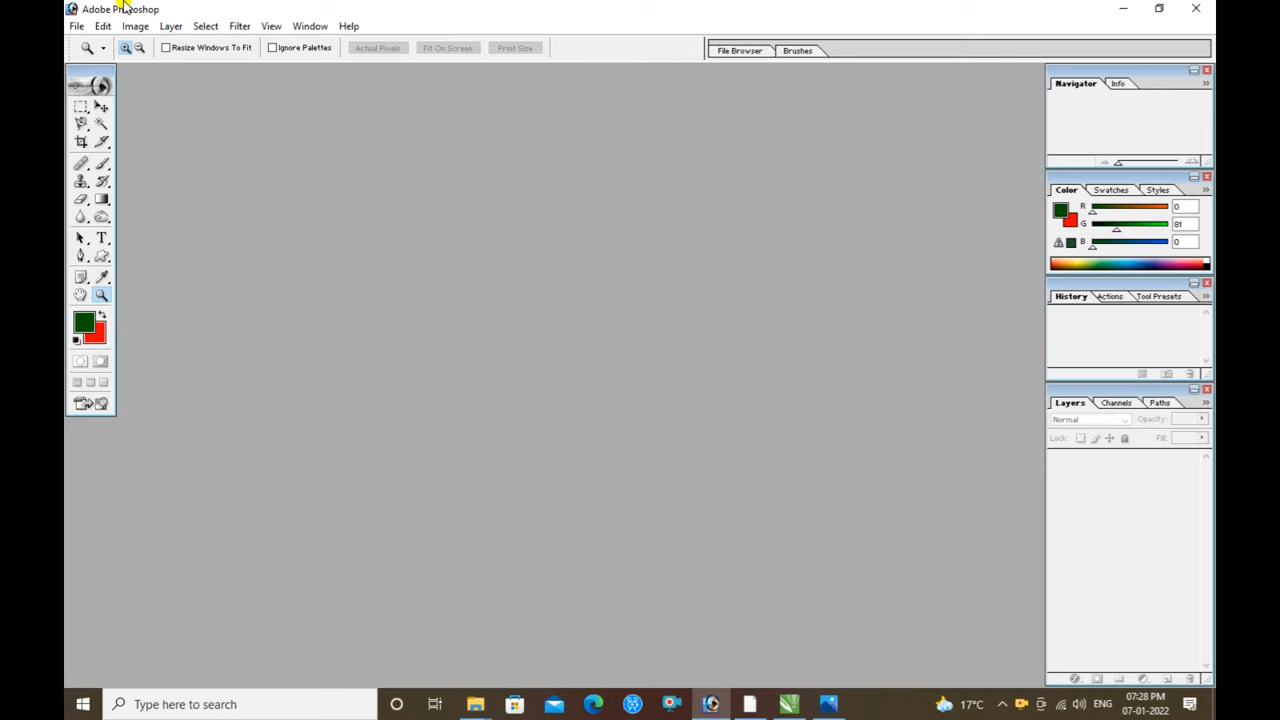 Adobe Photoshop
File Edit Image Layer Select Filter View Window Help
Resize Windows To Fit Ignore Palettes Actual Pixels Fit On Screen Print Size File Browser Brushes
Navigator Info
Color Swatches Styles
R 0
G 81
B 0
History Actions Tool Presets
Layers Channels Paths
Normal Opacity:
Lock: Fill:
T
Type here to search 17°C ENG 07:28 PM
07-01-2022